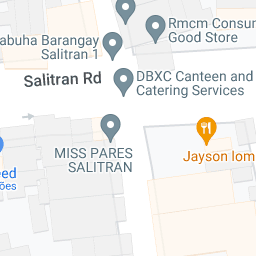 Rmcm Consum
Good Store
abuha Barangay
Salitran 1
Salitran Rd
DBXC Canteen and
Catering Services
MISS PARES
SALITRAN
Jayson lom
eed
ões